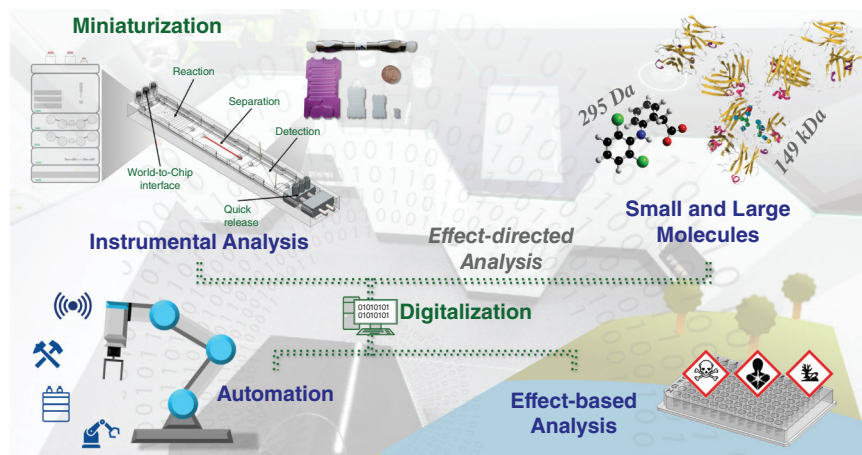 Miniaturization
Reaction
Separation
Detection
World-to-Chip
interface
Quick
release
Instrumental Analysis
295 Da
149 kDa
Small and Large
Molecules
Effect-directed
Analysis
01010101
01010101
Digitalization
Automation
Effect-based
Analysis